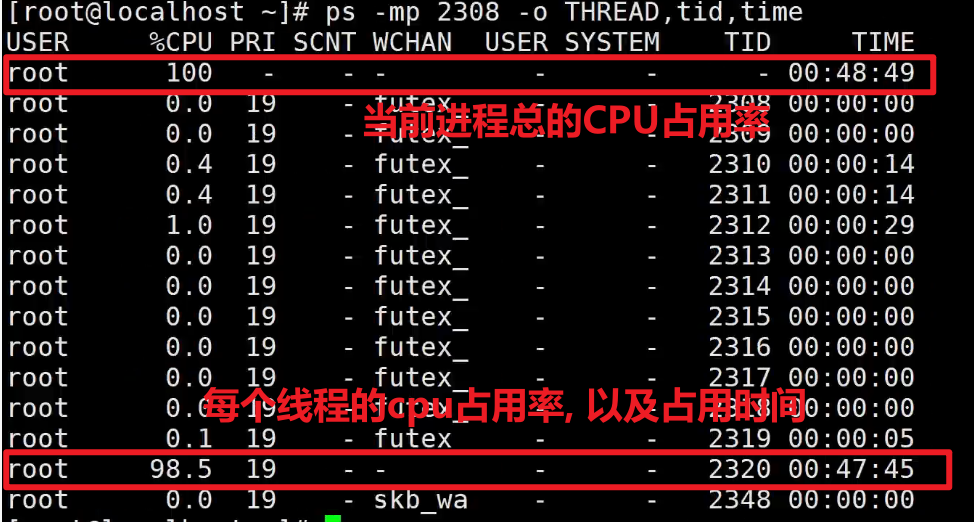 [root@localhost ~]# ps -mp 2308 -o THREAD,tid,time
USER %CPU PRI SCNT WCHAN USER SYSTEM TID TIME
root 100 - - - - - - 00:48:49
root 0.0 19 - futex_ - - 2308 00:00:00
当前进程总的CPU占用率
root 0.0 19 - futex_ - - 2309 00:00:00
root 0.4 19 - futex_ - - 2310 00:00:14
root 0.4 19 - futex_ - - 2311 00:00:14
root 1.0 19 - futex_ - - 2312 00:00:29
root 0.0 19 - futex_ - - 2313 00:00:00
root 0.0 19 - futex_ - - 2314 00:00:00
root 0.0 19 - futex_ - - 2315 00:00:00
root 0.0 19 - futex_ - - 2316 00:00:00
root 0.0 19 - futex_ - - 2317 00:00:00
每个线程的cpu占用率, 以及占用时间
root 0.0 19 - futex_ - - 2318 00:00:00
root 0.1 19 - futex - - 2319 00:00:05
root 98.5 19 - - - - 2320 00:47:45
root 0.0 19 - skb_wa - - 2348 00:00:00